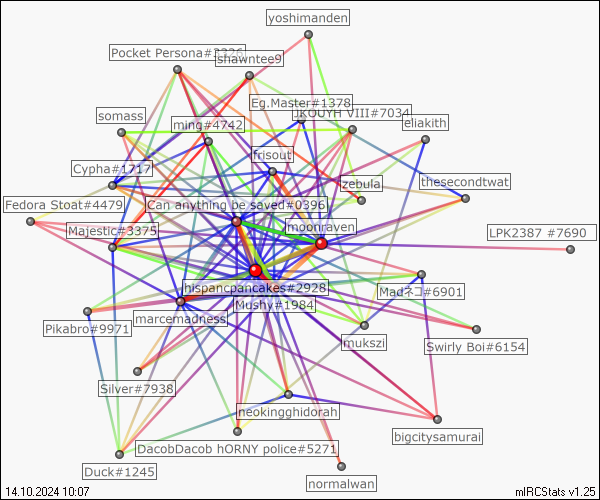 yoshimanden
Pocket Persona#3326
shawntee9
Eg.Master#1378
JKOUYH VIII#7034
somass
ming#4742
eliakith
frisout
Cypha#1717
zebula
thesecondtwat
Fedora Stoat#4479
Can anything be saved#0396
Majestic#3375
moonraven
LPK2387 #7690
hispancpancakes#2928
Madネコ#6901
Mushy#1984
marcemadness
Pikabro#9971
mukszi
Swirly Boi#6154
Silver#7938
neokingghidorah
bigcitysamurai
DacobDacob hORNY police#5271
Duck#1245
normalwan
14.10.2024 10:07
mIRCStats v1.25